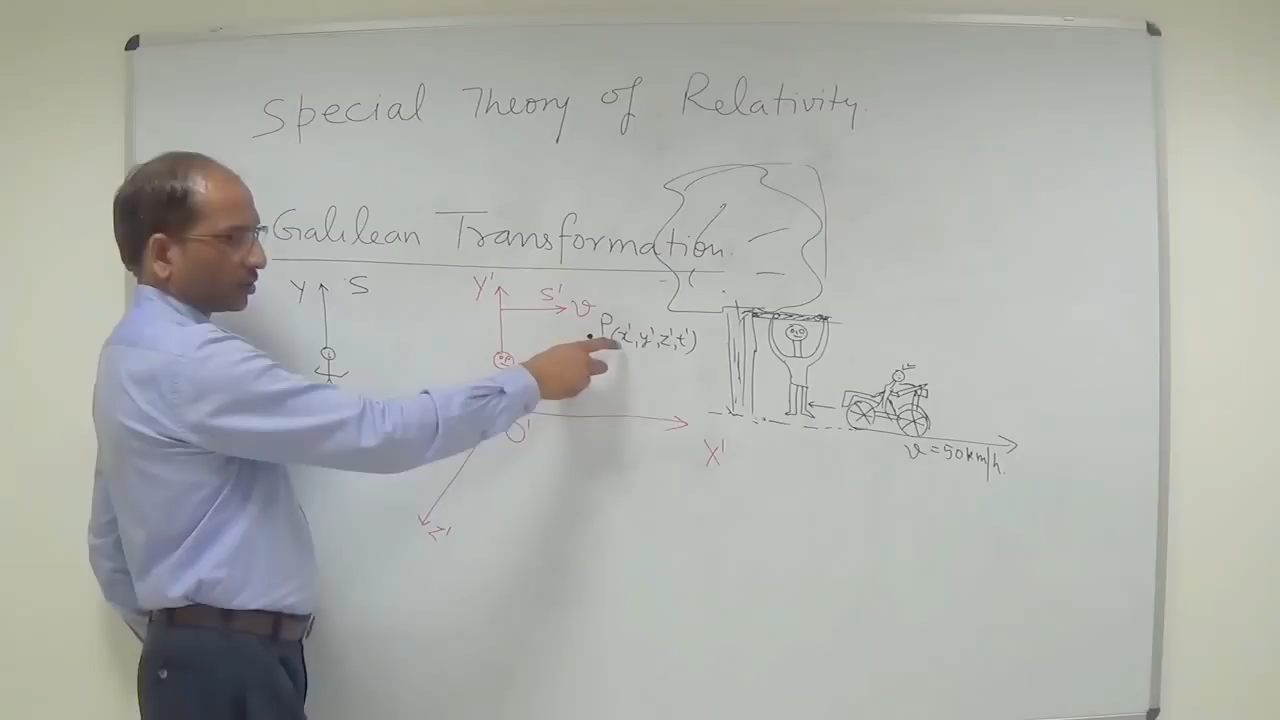 Special Theory of Relativity.
Galilean Transformation.
Y S
Y' S' v
P(x',y',z',t')
O'
X'
Z'
v = 50 km/h.